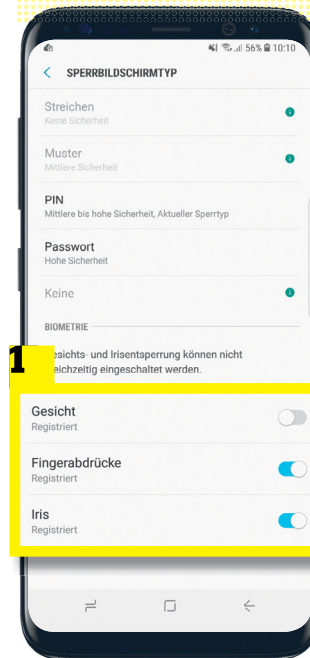 56% 10:10
SPERRBILDSCHIRMTYP
Streichen
Keine Sicherheit
Muster
Mittlere Sicherheit
PIN
Mittlere bis hohe Sicherheit, Aktueller Sperrtyp
Passwort
Hohe Sicherheit
Keine
BIOMETRIE
1
esichts- und Irisentsperrung können nicht
eichzeitig eingeschaltet werden.
Gesicht
Registriert
Fingerabdrücke
Registriert
Iris
Registriert